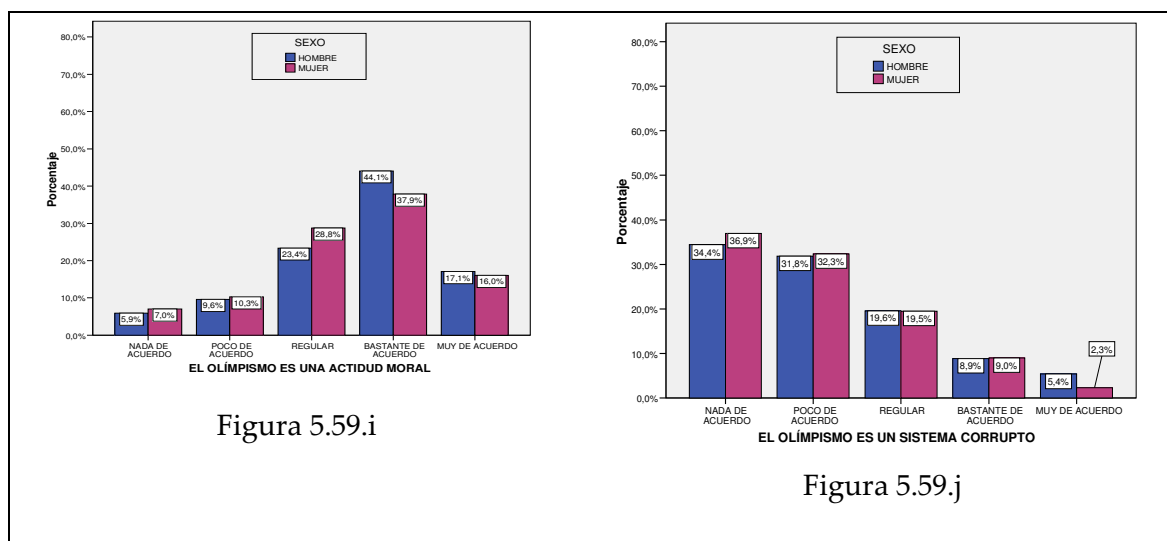 80,0%
70,0%
60,0%
50,0%
40,0%
30,0%
20,0%
10,0%
0,0%
Porcentaje
SEXO
HOMBRE
MUJER
5,9%
7,0%
9,6%
10,3%
23,4%
28,8%
44,1%
37,9%
17,1%
16,0%
NADA DE ACUERDO
POCO DE ACUERDO
REGULAR
BASTANTE DE ACUERDO
MUY DE ACUERDO
EL OLÍMPISMO ES UNA ACTIDUD MORAL
Figura 5.59.i
80,0%
70,0%
60,0%
50,0%
40,0%
30,0%
20,0%
10,0%
0,0%
Porcentaje
SEXO
HOMBRE
MUJER
34,4%
36,9%
31,8%
32,3%
19,6%
19,5%
8,9%
9,0%
5,4%
2,3%
NADA DE ACUERDO
POCO DE ACUERDO
REGULAR
BASTANTE DE ACUERDO
MUY DE ACUERDO
EL OLÍMPISMO ES UN SISTEMA CORRUPTO
Figura 5.59.j